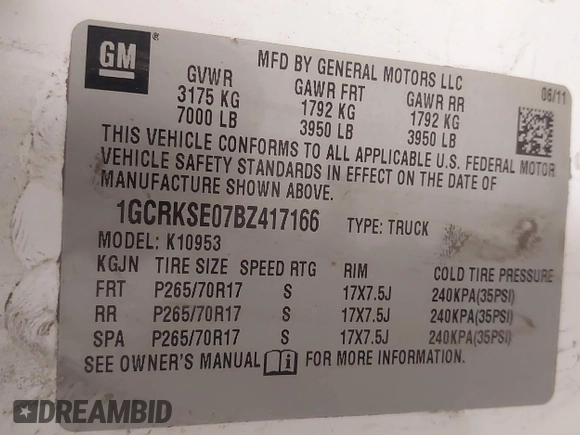 GM
MFD BY GENERAL MOTORS LLC
06/11
GVWR GAWR FRT GAWR RR
3175 KG 1792 KG 1792 KG
7000 LB 3950 LB 3950 LB
THIS VEHICLE CONFORMS TO ALL APPLICABLE U.S. FEDERAL MOTOR
VEHICLE SAFETY STANDARDS IN EFFECT ON THE DATE OF
MANUFACTURE SHOWN ABOVE.
1GCRKSE07BZ417166 TYPE: TRUCK
MODEL: K10953
KGJN TIRE SIZE SPEED RTG RIM COLD TIRE PRESSURE
FRT P265/70R17 S 17X7.5J 240KPA(35PSI)
RR P265/70R17 S 17X7.5J 240KPA(35PSI)
SPA P265/70R17 S 17X7.5J 240KPA(35PSI)
SEE OWNER'S MANUAL FOR MORE INFORMATION.
DREAMBID